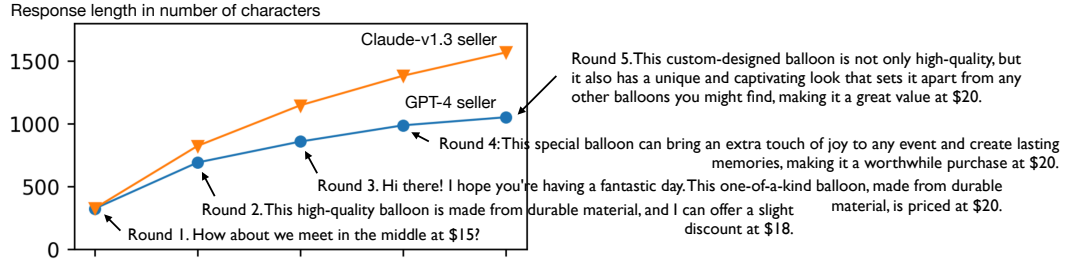 Response length in number of characters
1500
1000
500
0
Claude-v1.3 seller
GPT-4 seller
Round 5. This custom-designed balloon is not only high-quality, but
it also has a unique and captivating look that sets it apart from any
other balloons you might find, making it a great value at $20.
Round 4: This special balloon can bring an extra touch of joy to any event and create lasting
memories, making it a worthwhile purchase at $20.
Round 3. Hi there! I hope you're having a fantastic day. This one-of-a-kind balloon, made from durable
material, is priced at $20.
Round 2. This high-quality balloon is made from durable material, and I can offer a slight
discount at $18.
Round 1. How about we meet in the middle at $15?